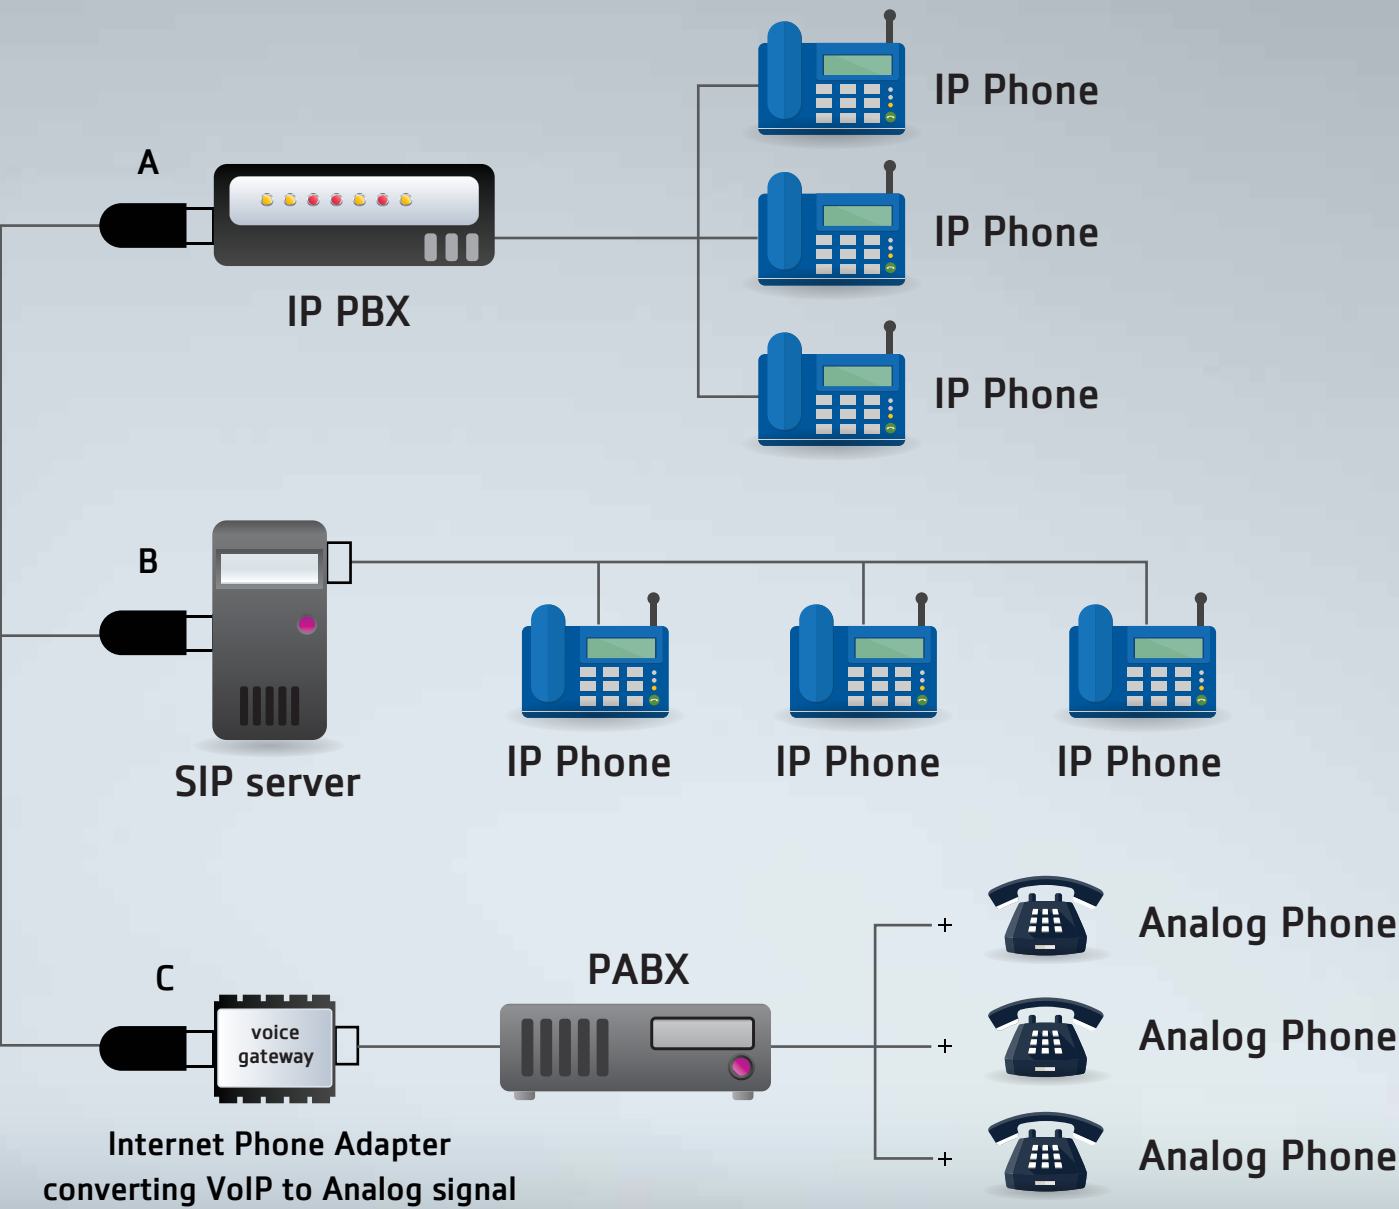 A
IP PBX
IP Phone
IP Phone
IP Phone
B
SIP server
IP Phone
IP Phone
IP Phone
C
voice
gateway
Internet Phone Adapter
converting VoIP to Analog signal
PABX
Analog Phone
Analog Phone
Analog Phone